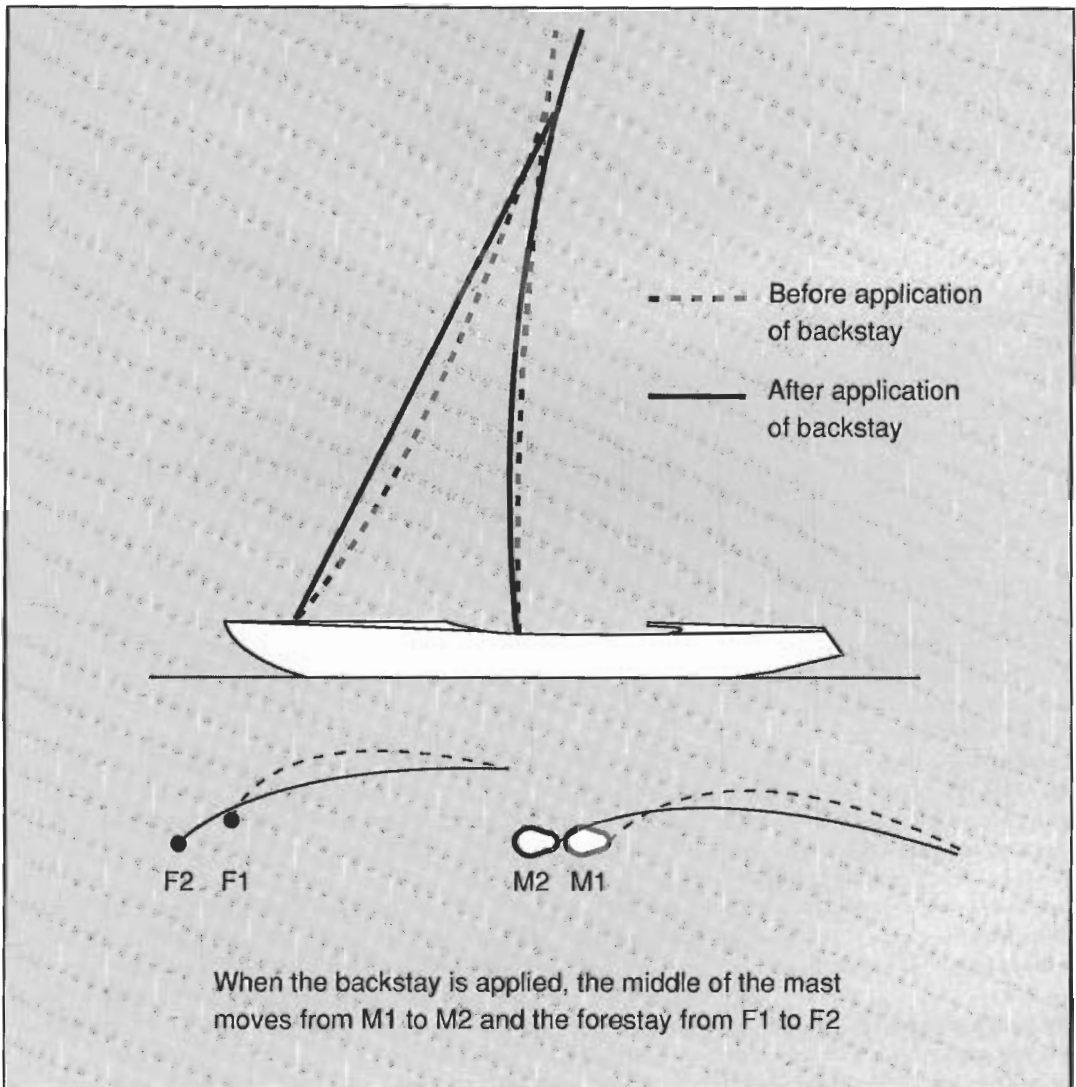 Before application
of backstay
After application
of backstay
F2 F1
M2 M1
When the backstay is applied, the middle of the mast
moves from M1 to M2 and the forestay from F1 to F2